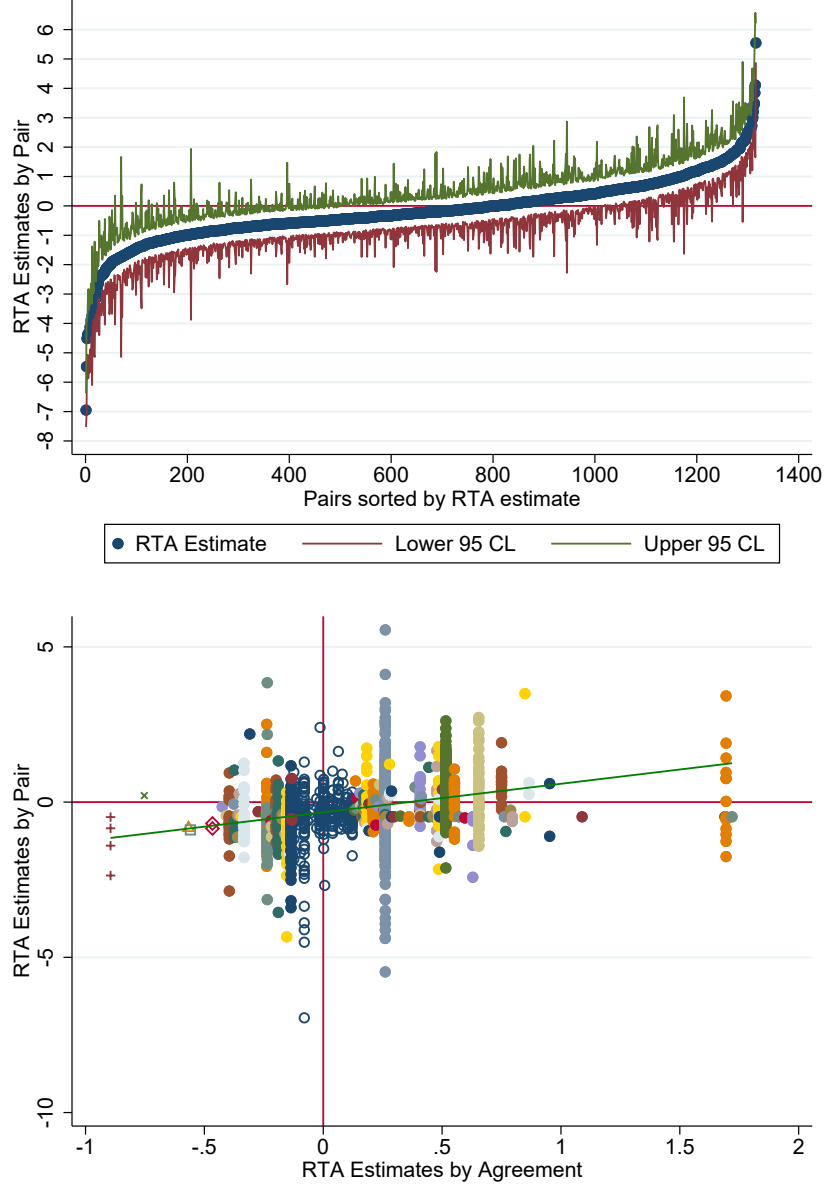 RTA Estimates by Pair
6
5
4
3
2
1
0
-1
-2
-3
-4
-5
-6
-7
-8
0 200 400 600 800 1000 1200 1400
Pairs sorted by RTA estimate
RTA Estimate Lower 95 CL Upper 95 CL
RTA Estimates by Pair
5
0
-5
-10
-1 -.5 0 .5 1 1.5 2
RTA Estimates by Agreement